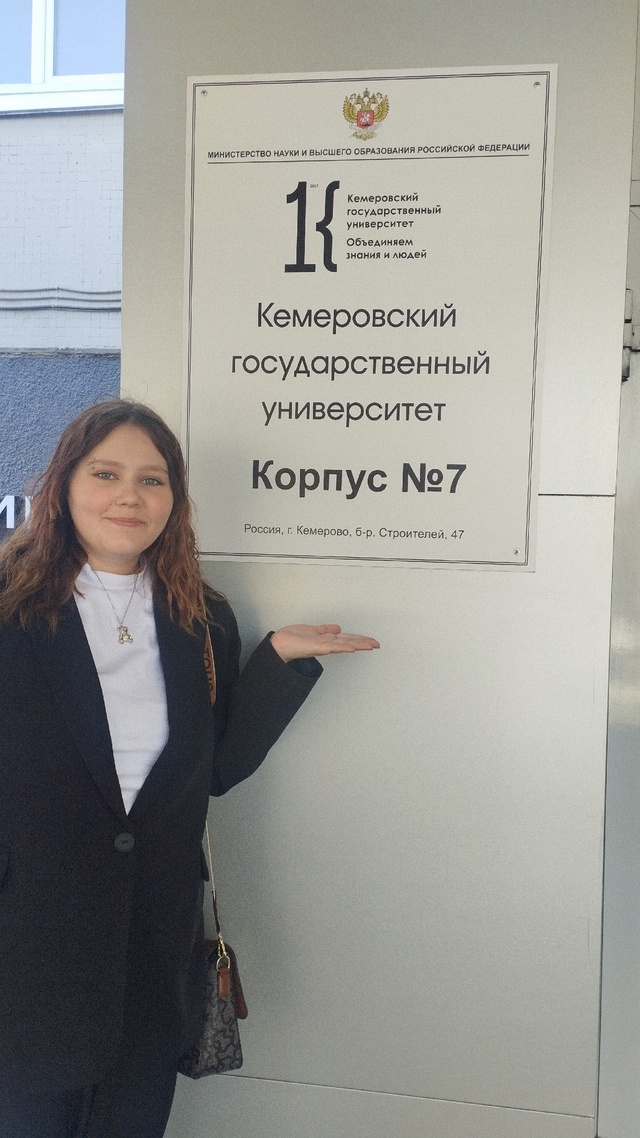 МИНИСТЕРСТВО НАУКИ И ВЫСШЕГО ОБРАЗОВАНИЯ РОССИЙСКОЙ ФЕДЕРАЦИИ
Кемеровский
государственный
университет
Объединяем
знания и людей
Кемеровский
государственный
университет
Корпус №7
Россия, г. Кемерово, б-р. Строителей, 47